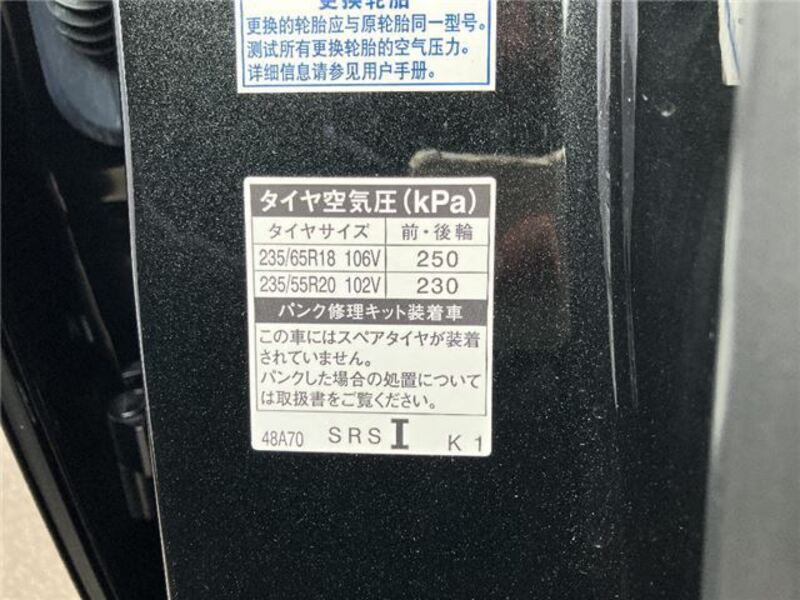 更换轮胎
更换的轮胎应与原轮胎同一型号。
测试所有更换轮胎的空气压力。
详细信息请参见用户手册。
タイヤ空気圧(kPa)
タイヤサイズ 前・後輪
235/65R18 106V 250
235/55R20 102V 230
パンク修理キット装着車
この車にはスペアタイヤが装着
されていません。
パンクした場合の処置について
は取扱書をご覧ください。
48A70 SRS I K1